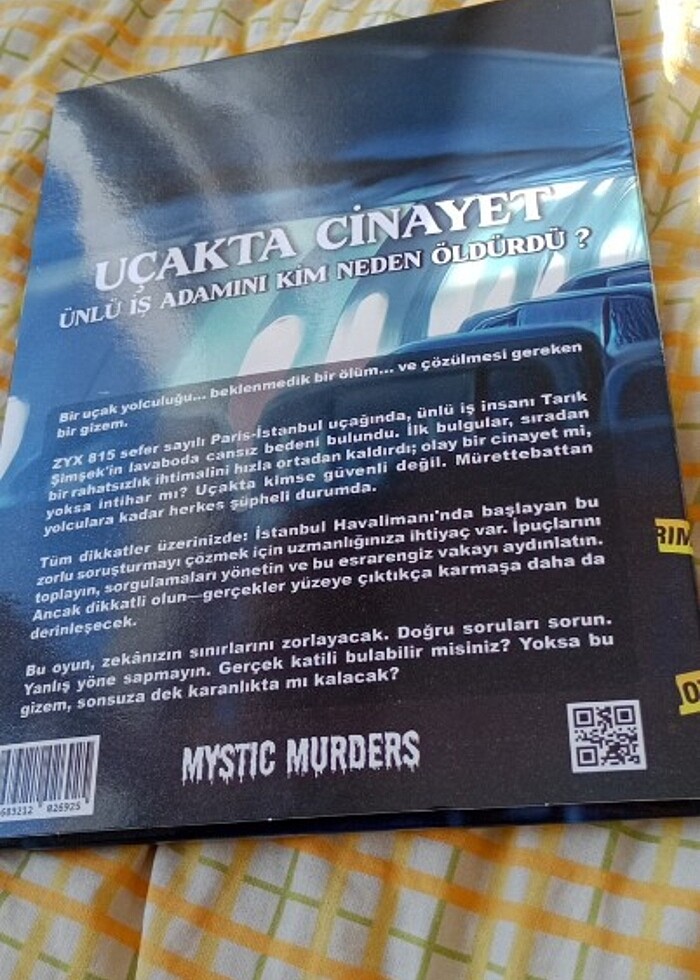 UÇAKTA CİNAYET
ÜNLÜ İŞ ADAMINI KİM NEDEN ÖLDÜRDÜ ?
Bir uçak yolculuğu... beklenmedik bir ölüm... ve çözülmesi gereken
bir gizem.
ZYX 815 sefer sayılı Paris-İstanbul uçağında, ünlü iş insanı Tarık
Şimşek'in lavaboda cansız bedeni bulundu. İlk bulgular, sıradan
bir rahatsızlık ihtimalini hızla ortadan kaldırdı; olay bir cinayet mi,
yoksa intihar mı? Uçakta kimse güvenli değil. Mürettebattan
yolculara kadar herkes şüpheli durumda.
Tüm dikkatler üzerinizde: İstanbul Havalimanı'nda başlayan bu
zorlu soruşturmayı çözmek için uzmanlığınıza ihtiyaç var. İpuçlarını
toplayın, sorgulamaları yönetin ve bu esrarengiz vakayı aydınlatın.
Ancak dikkatli olun—gerçekler yüzeye çıktıkça karmaşa daha da
derinleşecek.
Bu oyun, zekânızın sınırlarını zorlayacak. Doğru soruları sorun.
Yanlış yöne sapmayın. Gerçek katili bulabilir misiniz? Yoksa bu
gizem, sonsuza dek karanlıkta mı kalacak?
MYSTIC MURDERS
683212 026925